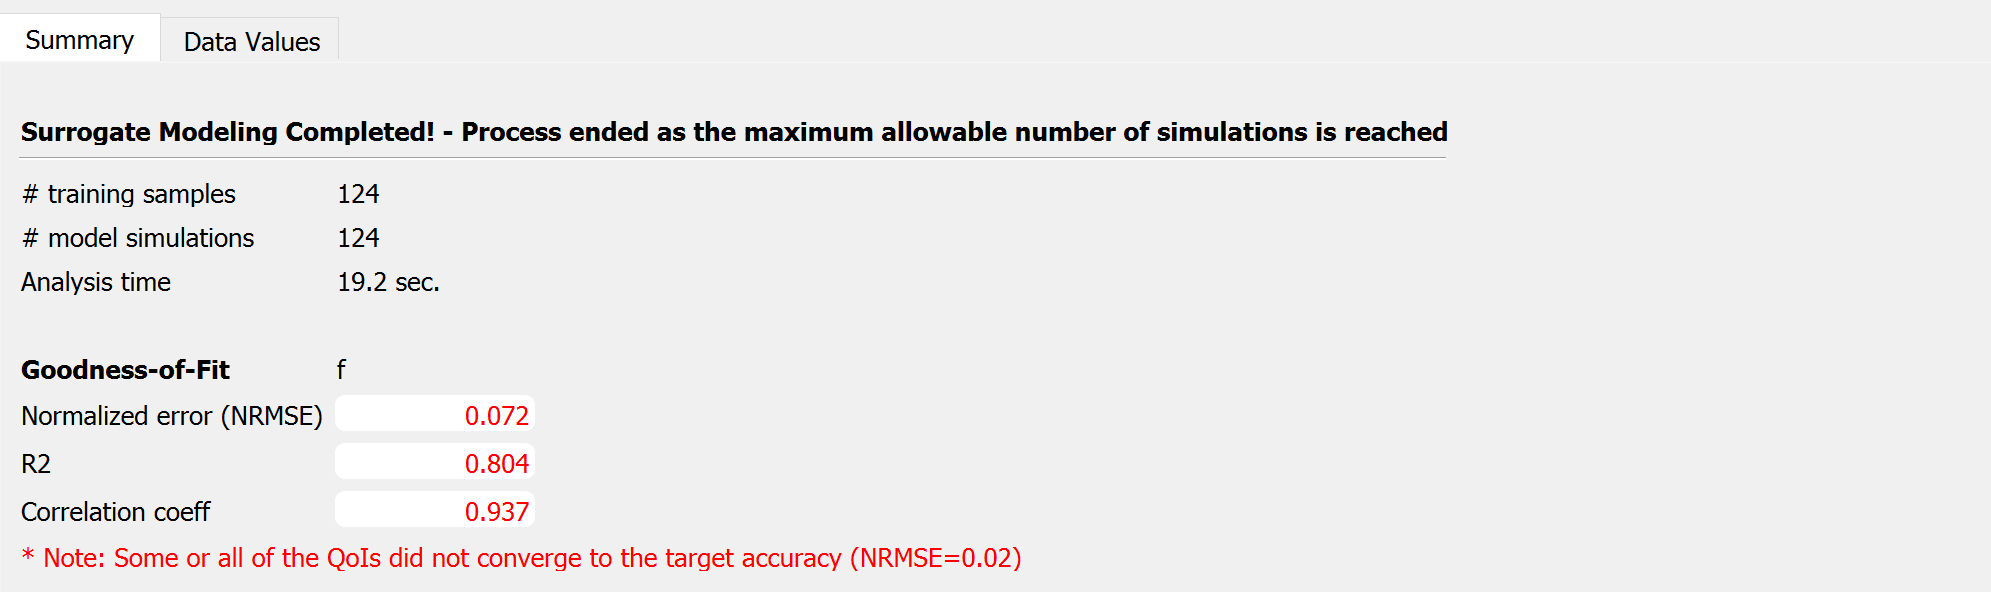 Summary Data Values
Surrogate Modeling Completed! - Process ended as the maximum allowable number of simulations is reached
# training samples 124
# model simulations 124
Analysis time 19.2 sec.
Goodness-of-Fit f
Normalized error (NRMSE) 0.072
R2 0.804
Correlation coeff 0.937
* Note: Some or all of the QoIs did not converge to the target accuracy (NRMSE=0.02)